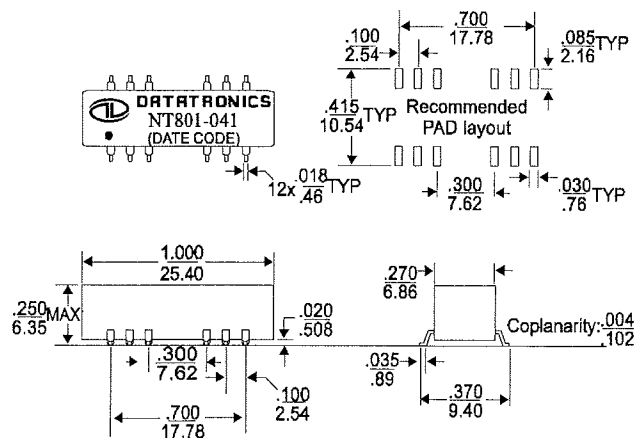 DATATRONICS
NT801-041
(DATE CODE)
12x .018 TYP
.46
.700
17.78
.100
2.54
.085 TYP
2.16
.415 TYP
10.54
Recommended
PAD layout
.300
7.62
.030 TYP
.76
1.000
25.40
.250 MAX
6.35
.020
.508
.300
7.62
.100
2.54
.700
17.78
.270
6.86
Coplanarity: .004
.102
.035
.89
.370
9.40